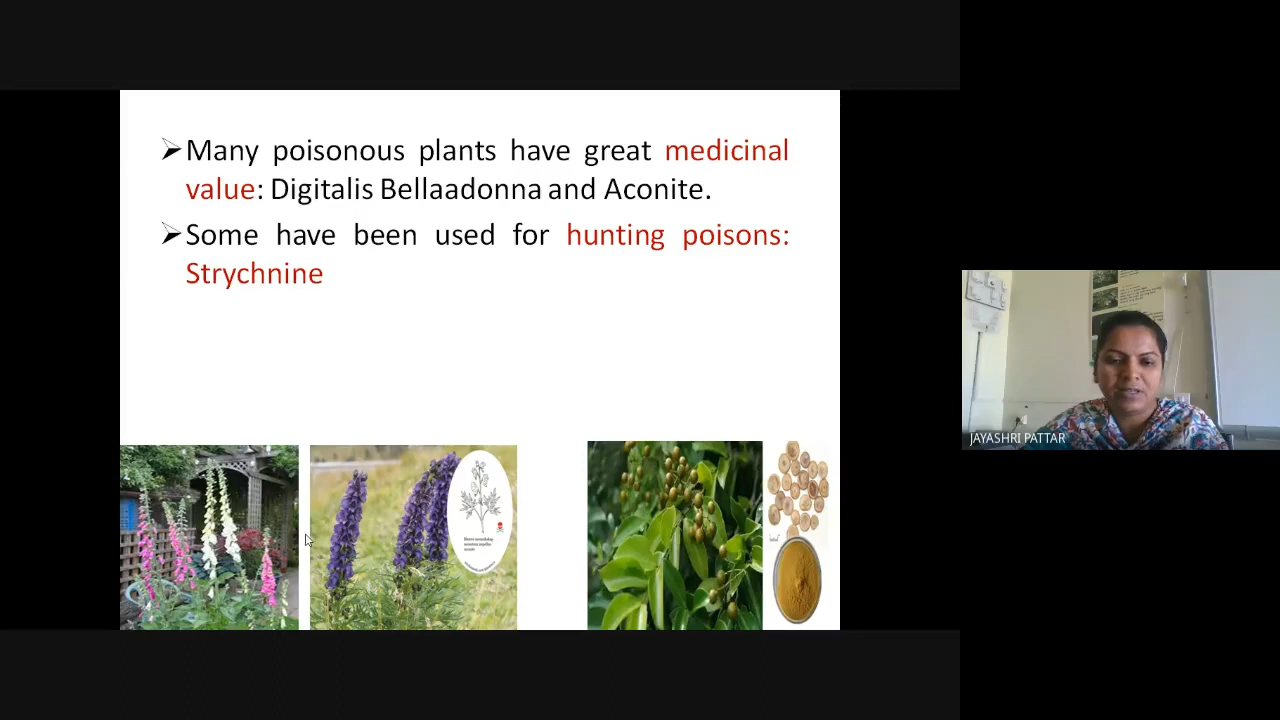 ➢Many poisonous plants have great medicinal
value: Digitalis Bellaadonna and Aconite.
➢Some have been used for hunting poisons:
Strychnine
JAYASHRI PATTAR